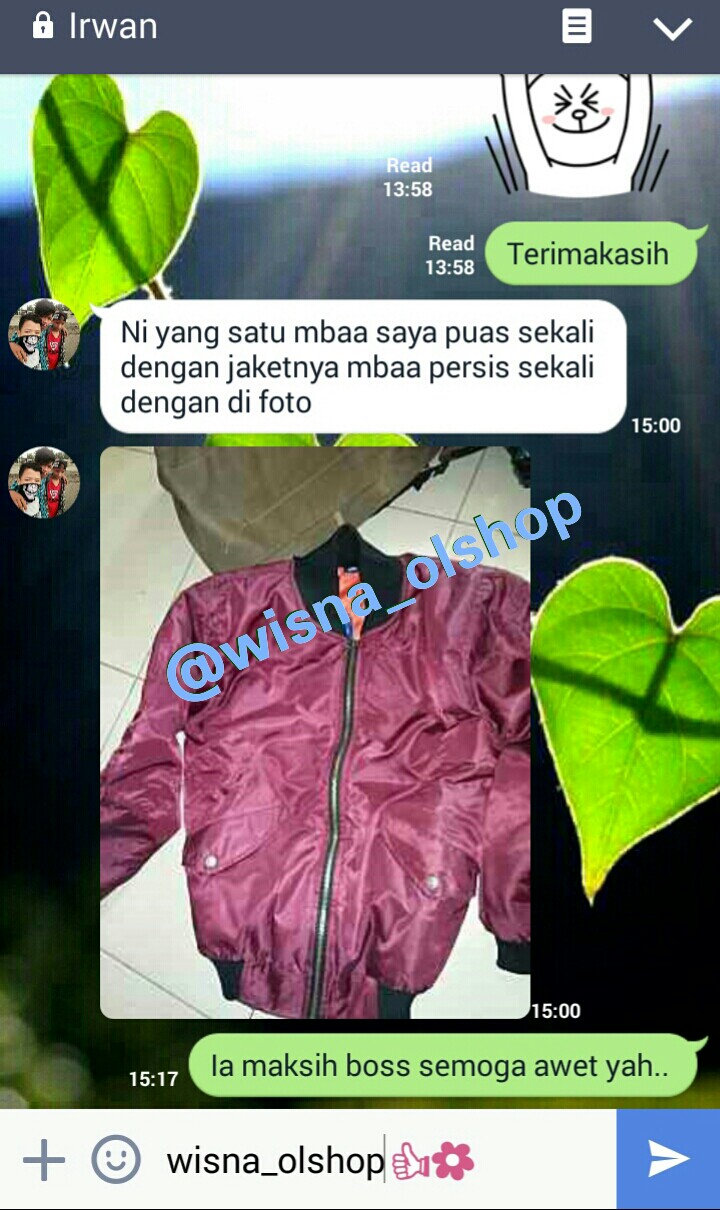 Irwan
Read
13:58
Read
13:58
Terimakasih
Ni yang satu mbaa saya puas sekali
dengan jaketnya mbaa persis sekali
dengan di foto
15:00
@wisna_olshop
15:00
15:17
Ia maksih boss semoga awet yah..
wisna_olshop